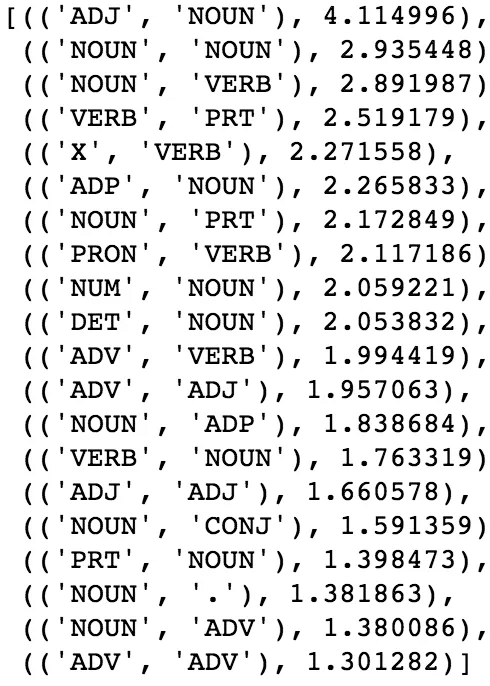 [(('ADJ', 'NOUN'), 4.114996),
(('NOUN', 'NOUN'), 2.935448)
(('NOUN', 'VERB'), 2.891987)
(('VERB', 'PRT'), 2.519179),
(('X', 'VERB'), 2.271558),
(('ADP', 'NOUN'), 2.265833),
(('NOUN', 'PRT'), 2.172849),
(('PRON', 'VERB'), 2.117186)
(('NUM', 'NOUN'), 2.059221),
(('DET', 'NOUN'), 2.053832),
(('ADV', 'VERB'), 1.994419),
(('ADV', 'ADJ'), 1.957063),
(('NOUN', 'ADP'), 1.838684),
(('VERB', 'NOUN'), 1.763319)
(('ADJ', 'ADJ'), 1.660578),
(('NOUN', 'CONJ'), 1.591359)
(('PRT', 'NOUN'), 1.398473),
(('NOUN', '.'), 1.381863),
(('NOUN', 'ADV'), 1.380086),
(('ADV', 'ADV'), 1.301282)]